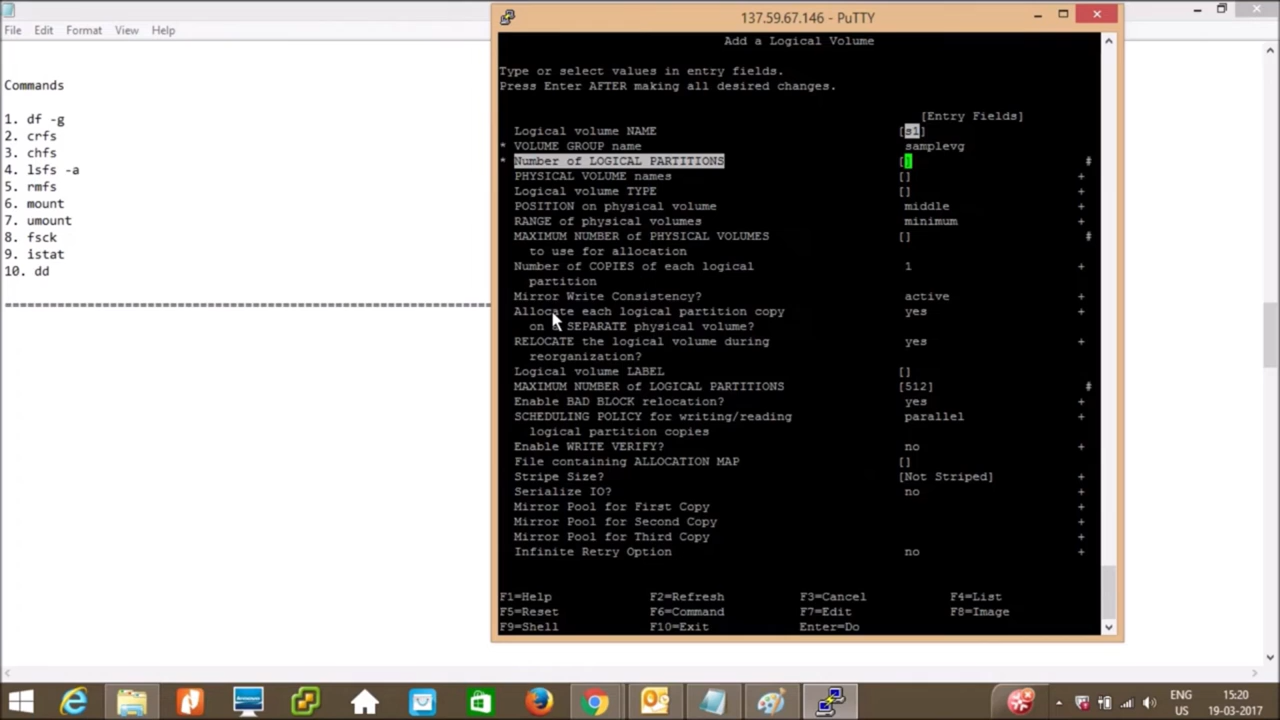 File Edit Format View Help
Commands
1. df -g
2. crfs
3. chfs
4. lsfs -a
5. rmfs
6. mount
7. umount
8. fsck
9. istat
10. dd
==================================================================
137.59.67.146 - PuTTY
Add a Logical Volume
Type or select values in entry fields.
Press Enter AFTER making all desired changes.
[Entry Fields]
Logical volume NAME [s1]
* VOLUME GROUP name samplevg
* Number of LOGICAL PARTITIONS [] #
PHYSICAL VOLUME names [] +
Logical volume TYPE [] +
POSITION on physical volume middle +
RANGE of physical volumes minimum +
MAXIMUM NUMBER of PHYSICAL VOLUMES [] #
to use for allocation
Number of COPIES of each logical 1 +
partition
Mirror Write Consistency? active +
Allocate each logical partition copy yes +
on a SEPARATE physical volume?
RELOCATE the logical volume during yes +
reorganization?
Logical volume LABEL []
MAXIMUM NUMBER of LOGICAL PARTITIONS [512] #
Enable BAD BLOCK relocation? yes +
SCHEDULING POLICY for writing/reading parallel +
logical partition copies
Enable WRITE VERIFY? no +
File containing ALLOCATION MAP []
Stripe Size? [Not Striped] +
Serialize IO? no +
Mirror Pool for First Copy +
Mirror Pool for Second Copy +
Mirror Pool for Third Copy +
Infinite Retry Option no +
F1=Help F2=Refresh F3=Cancel F4=List
F5=Reset F6=Command F7=Edit F8=Image
F9=Shell F10=Exit Enter=Do
ENG 15:20
US 19-03-2017